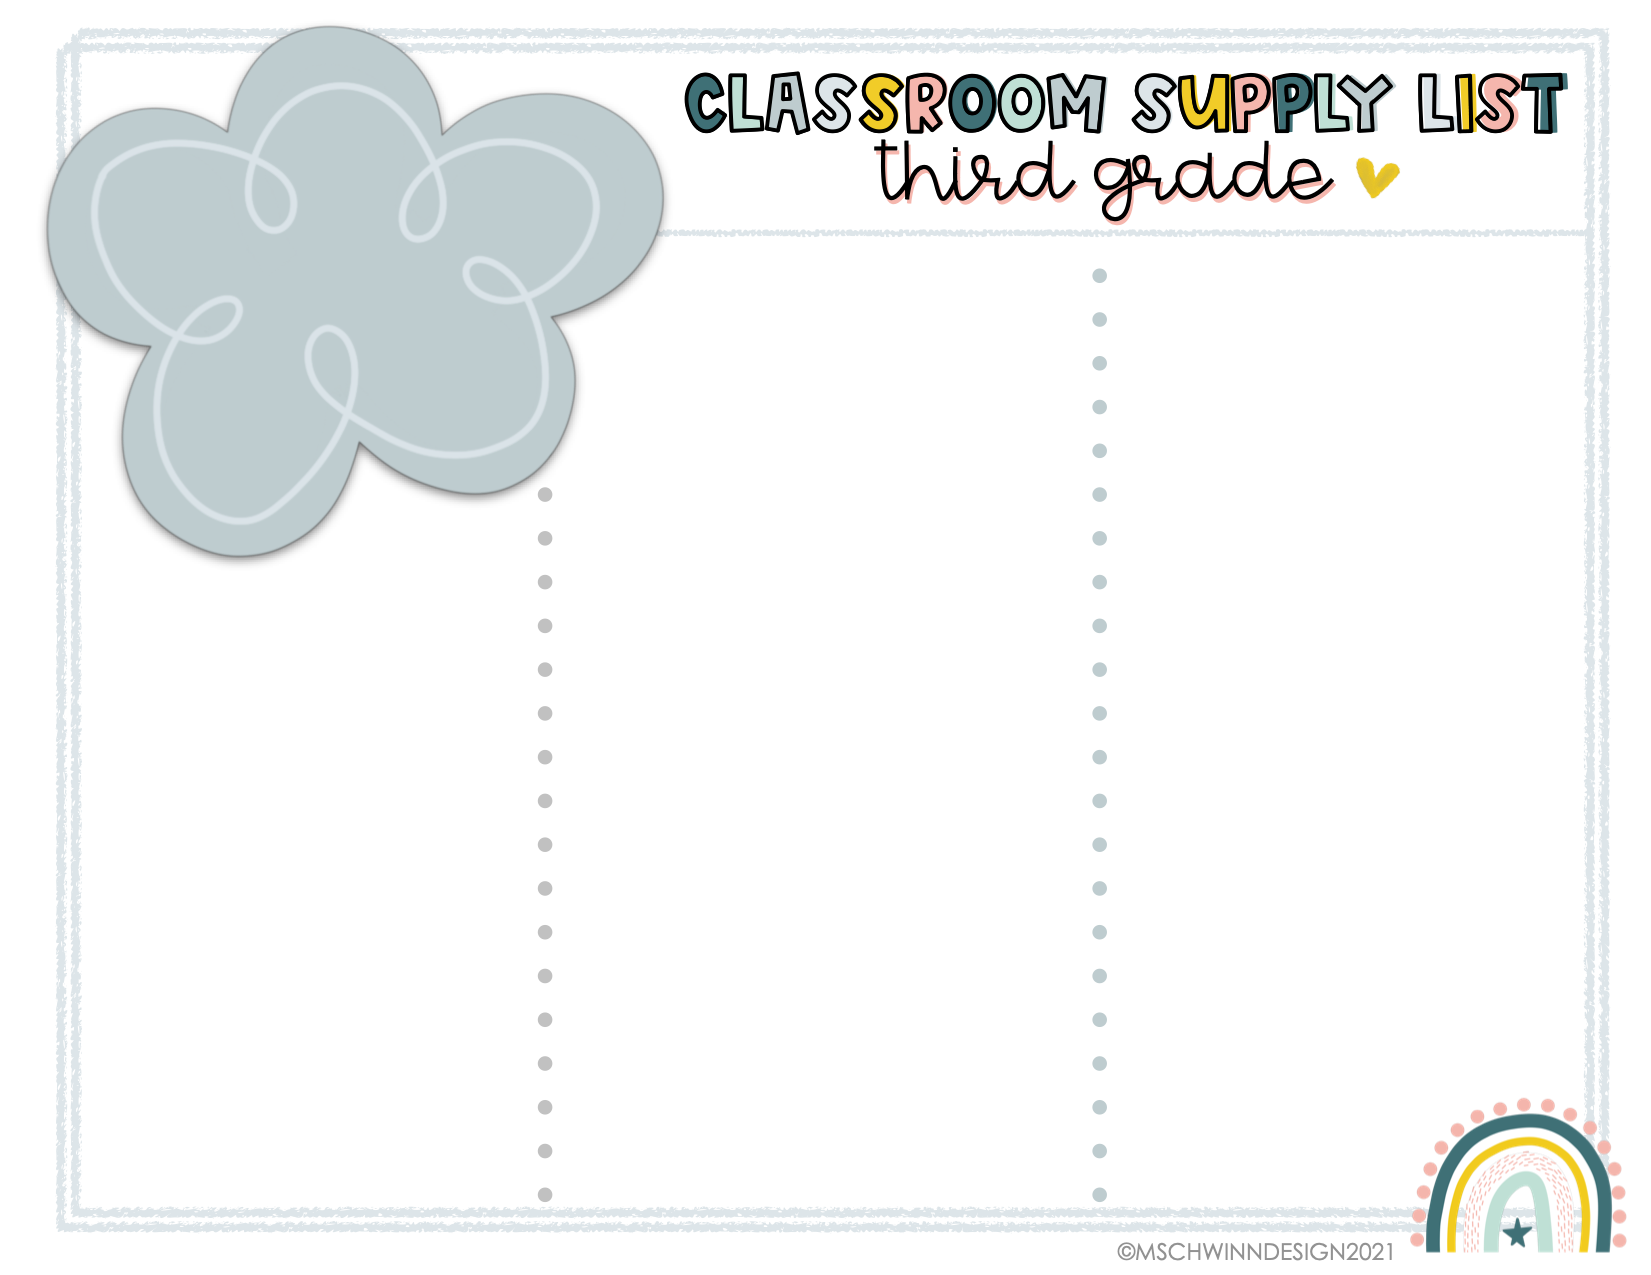 CLASSROOM SUPPLY LIST
third grade
©MSCHWINNDESIGN2021